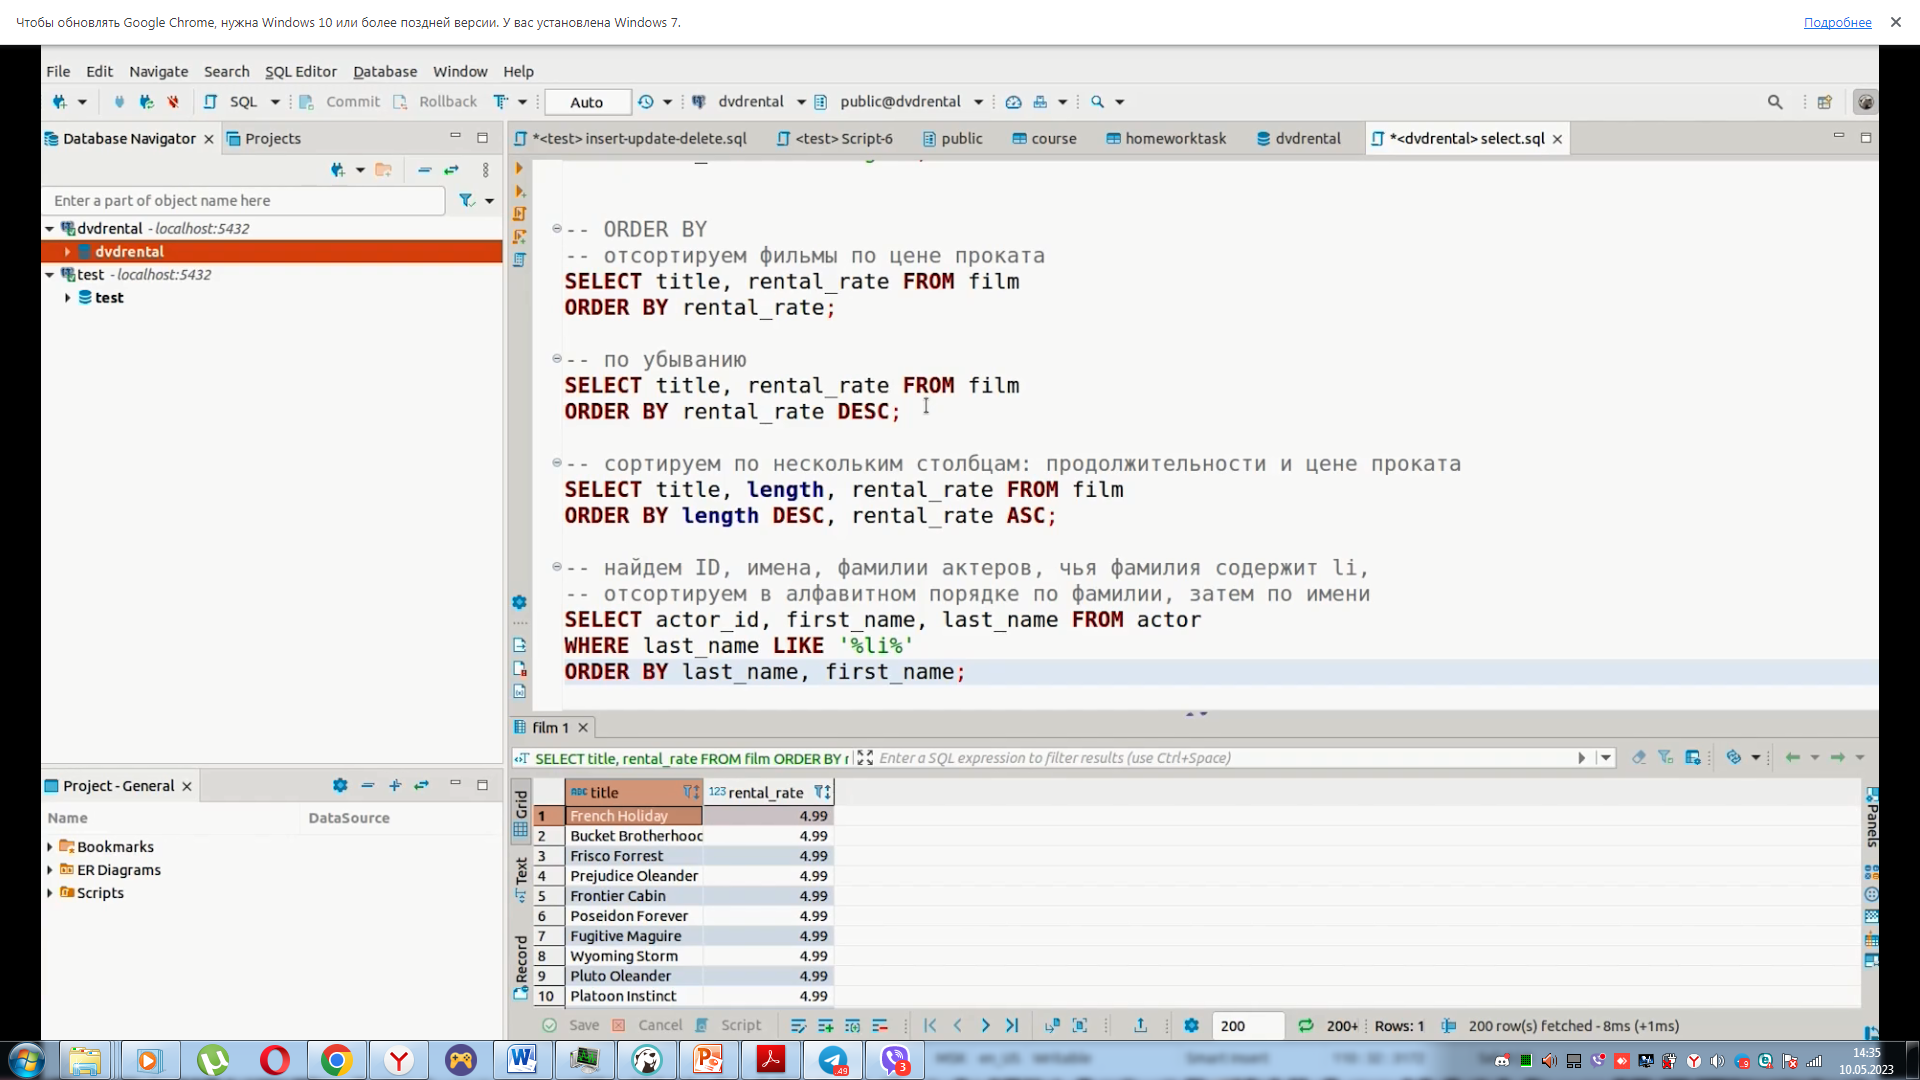 Чтобы обновлять Google Chrome, нужна Windows 10 или более поздней версии. У вас установлена Windows 7.
Подробнее
File Edit Navigate Search SQL Editor Database Window Help
SQL Commit Rollback Auto dvdrental public@dvdrental
Database Navigator Projects
*<test> insert-update-delete.sql <test> Script-6 public course homeworktask dvdrental *<dvdrental> select.sql
Enter a part of object name here
dvdrental - localhost:5432
dvdrental
test - localhost:5432
test
-- ORDER BY
-- отсортируем фильмы по цене проката
SELECT title, rental_rate FROM film
ORDER BY rental_rate;
-- по убыванию
SELECT title, rental_rate FROM film
ORDER BY rental_rate DESC;
-- сортируем по нескольким столбцам: продолжительности и цене проката
SELECT title, length, rental_rate FROM film
ORDER BY length DESC, rental_rate ASC;
-- найдем ID, имена, фамилии актеров, чья фамилия содержит li,
-- отсортируем в алфавитном порядке по фамилии, затем по имени
SELECT actor_id, first_name, last_name FROM actor
WHERE last_name LIKE '%li%'
ORDER BY last_name, first_name;
Project - General
Name DataSource
Bookmarks
ER Diagrams
Scripts
film 1
SELECT title, rental_rate FROM film ORDER BY r
Enter a SQL expression to filter results (use Ctrl+Space)
Grid
Text
Record
Panels
ABC title 123 rental_rate
1 French Holiday 4.99
2 Bucket Brotherhood 4.99
3 Frisco Forrest 4.99
4 Prejudice Oleander 4.99
5 Frontier Cabin 4.99
6 Poseidon Forever 4.99
7 Fugitive Maguire 4.99
8 Wyoming Storm 4.99
9 Pluto Oleander 4.99
10 Platoon Instinct 4.99
Save Cancel Script 200 200+ Rows: 1 200 row(s) fetched - 8ms (+1ms)
49
3
14:35
10.05.2023